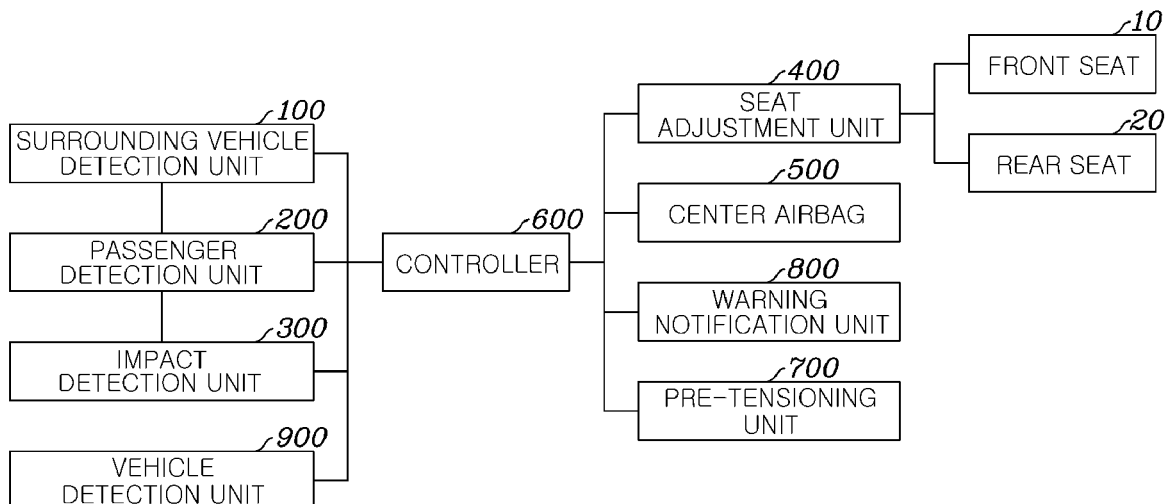 100
SURROUNDING VEHICLE
DETECTION UNIT
200
PASSENGER
DETECTION UNIT
300
IMPACT
DETECTION UNIT
900
VEHICLE
DETECTION UNIT
600
CONTROLLER
400
SEAT
ADJUSTMENT UNIT
500
CENTER AIRBAG
800
WARNING
NOTIFICATION UNIT
700
PRE-TENSIONING
UNIT
10
FRONT SEAT
20
REAR SEAT